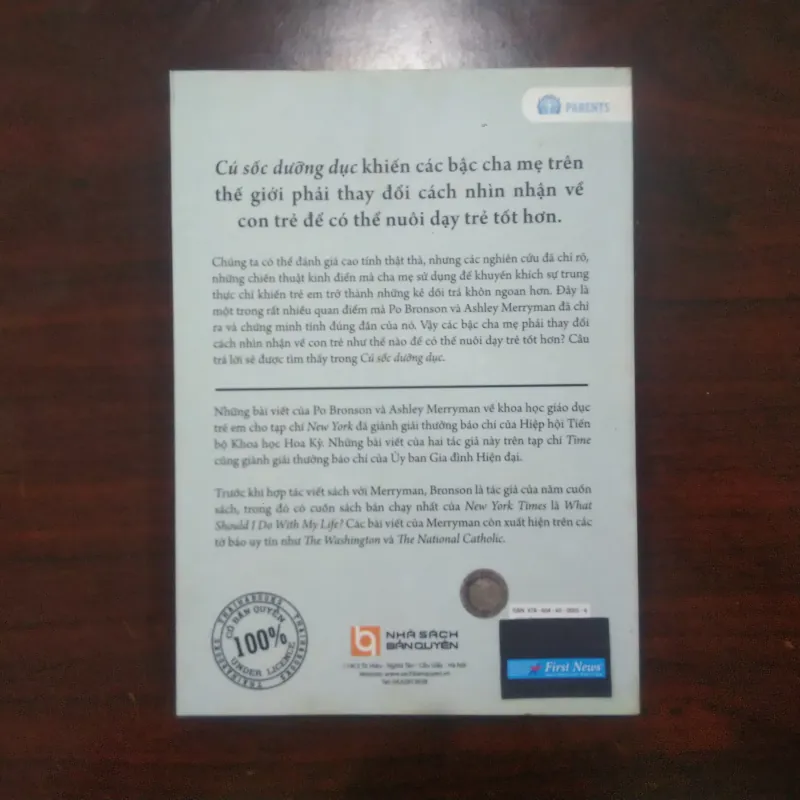 PARENTS
Cú sốc dưỡng dục khiến các bậc cha mẹ trên
thế giới phải thay đổi cách nhìn nhận về
con trẻ để có thể nuôi dạy trẻ tốt hơn.
Chúng ta có thể đánh giá cao tính thật thà, nhưng các nghiên cứu đã chỉ rõ,
những chiến thuật kinh điển mà cha mẹ sử dụng để khuyến khích sự trung
thực chỉ khiến trẻ em trở thành những kẻ dối trá khôn ngoan hơn. Đây là
một trong rất nhiều quan điểm mà Po Bronson và Ashley Merryman đã chỉ
ra và chứng minh tính đúng đắn của nó. Vậy các bậc cha mẹ phải thay đổi
cách nhìn nhận về con trẻ như thế nào để có thể nuôi dạy trẻ tốt hơn? Câu
trả lời sẽ được tìm thấy trong Cú sốc dưỡng dục.
Những bài viết của Po Bronson và Ashley Merryman về khoa học giáo dục
trẻ em cho tạp chí New York đã giành giải thưởng báo chí của Hiệp hội Tiến
bộ Khoa học Hoa Kỳ. Những bài viết của hai tác giả này trên tạp chí Time
cũng giành giải thưởng báo chí của Ủy ban Gia đình Hiện đại.
Trước khi hợp tác viết sách với Merryman, Bronson là tác giả của năm cuốn
sách, trong đó có cuốn sách bán chạy nhất của New York Times là What
Should I Do With My Life? Các bài viết của Merryman còn xuất hiện trên các
tờ báo uy tín như The Washington và The National Catholic.
THAIHABOOKS
CÓ BẢN QUYỀN
100%
UNDER LICENCE
THAIHABOOKS
NHÀ SÁCH
BẢN QUYỀN
First News